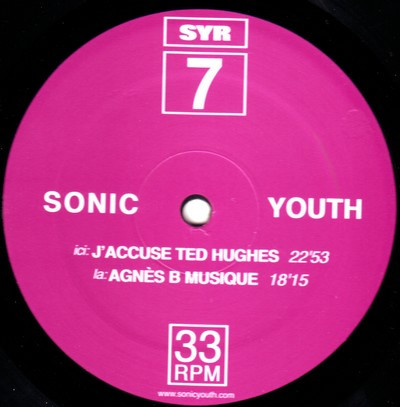 SYR
7
SONIC YOUTH
ici: J'ACCUSE TED HUGHES 22'53
la: AGNÈS B MUSIQUE 18'15
33
RPM
www.sonicyouth.com